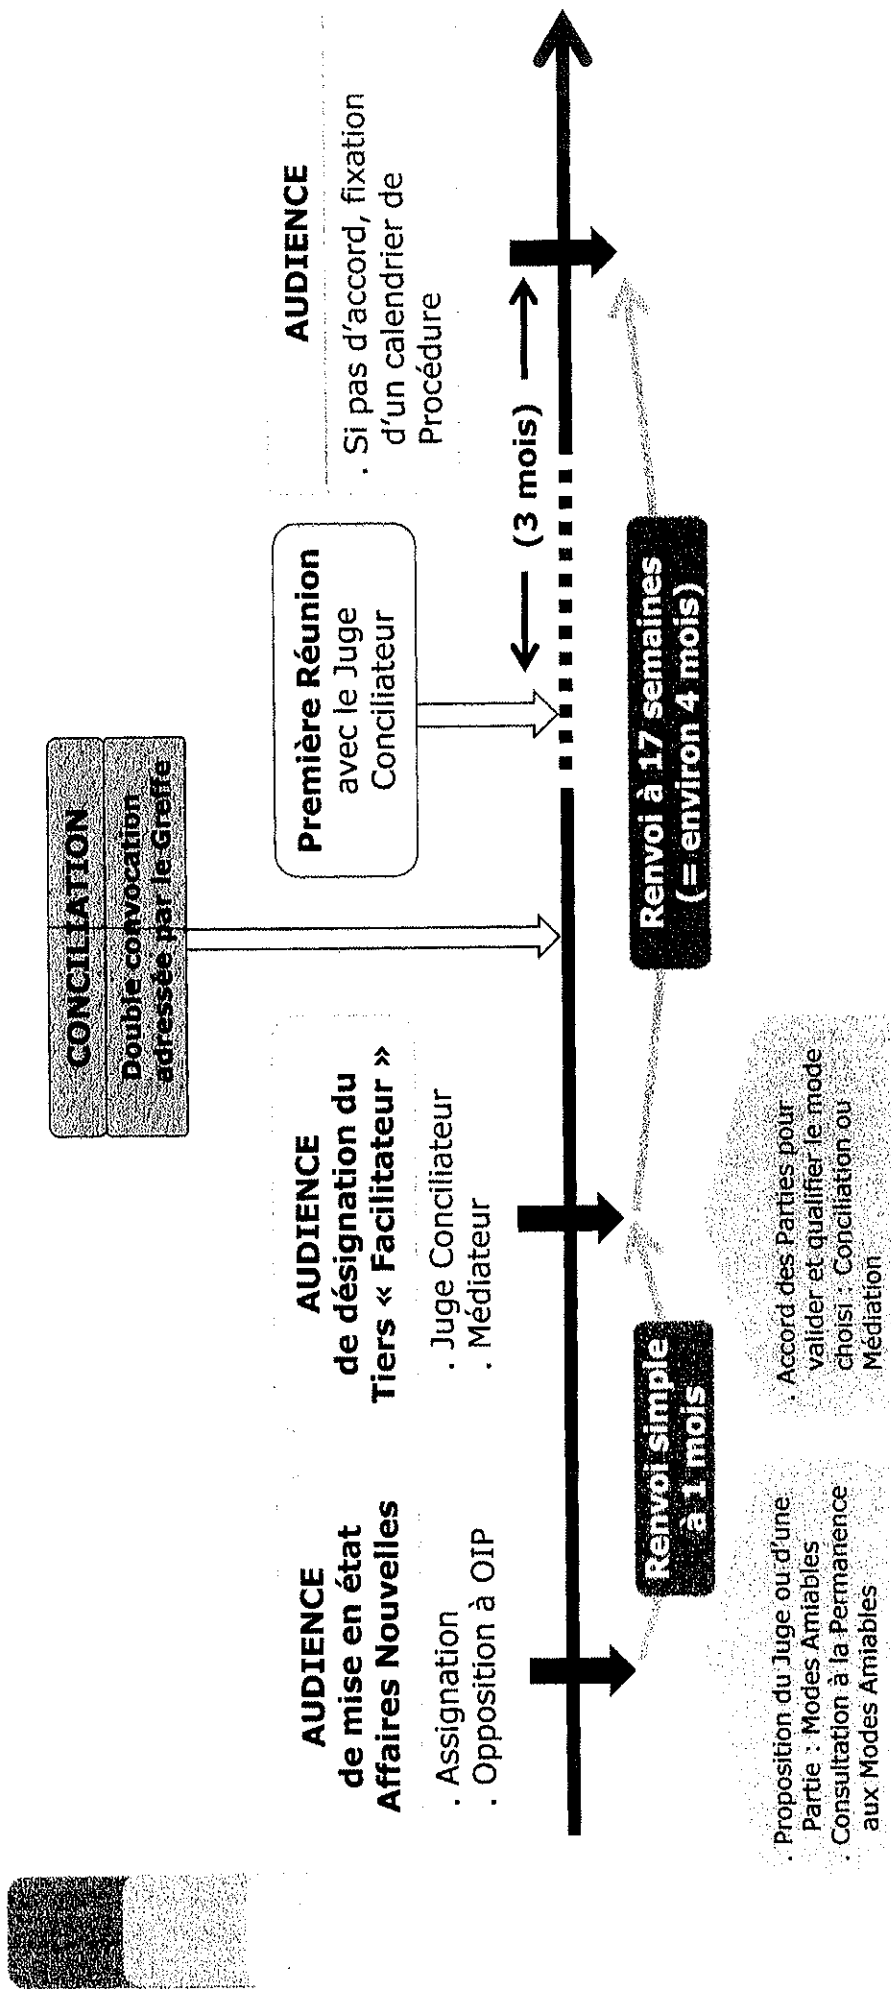 CONCILIATION
Double convocation
adressée par le Greffe
AUDIENCE
de mise en état
Affaires Nouvelles
. Assignation
. Opposition à OIP
AUDIENCE
de désignation du
Tiers « Facilitateur »
. Juge Conciliateur
. Médiateur
Première Réunion
avec le Juge
Conciliateur
AUDIENCE
. Si pas d'accord, fixation
d'un calendrier de
Procédure
(3 mois)
Renvoi simple
à 1 mois
Renvoi à 17 semaines
(= environ 4 mois)
. Proposition du Juge ou d'une
Partie : Modes Amiables
. Consultation à la Permanence
aux Modes Amiables
. Accord des Parties pour
valider et qualifier le mode
choisi : Conciliation ou
Médiation